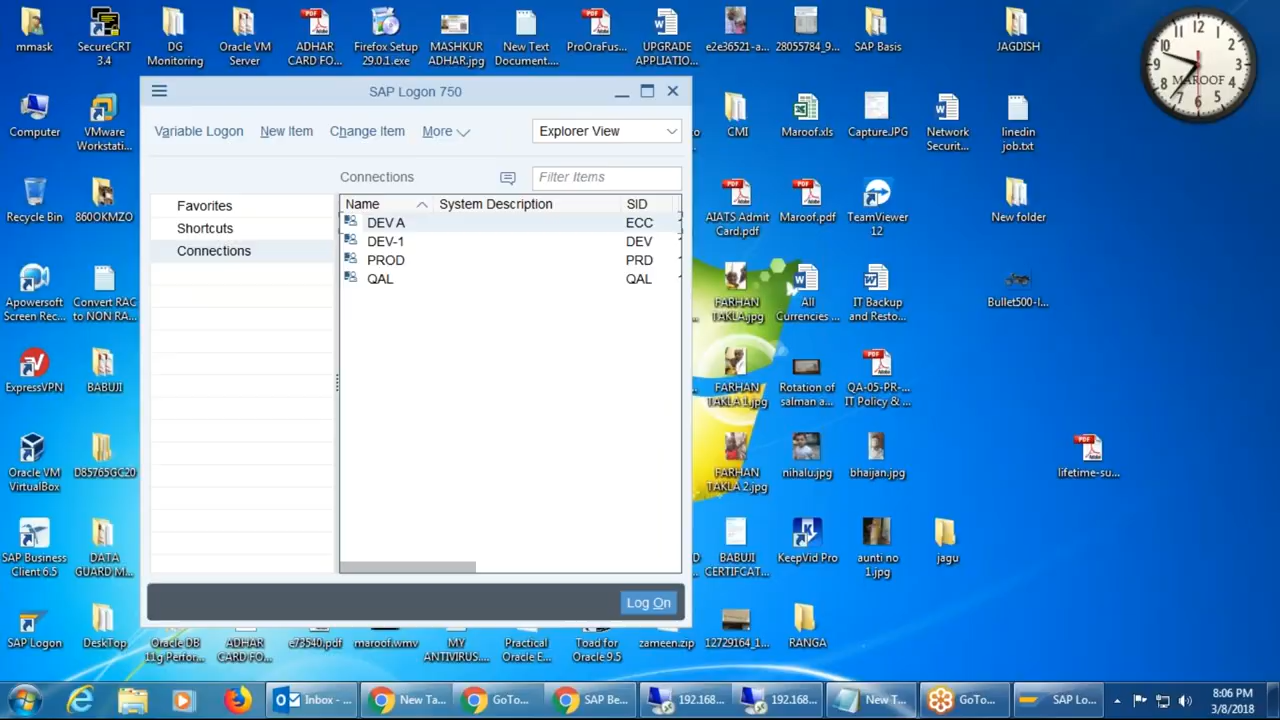 mmask
SecureCRT
3.4
DG
Monitoring
Oracle VM
Server
ADHAR
CARD FO...
Firefox Setup
29.0.1.exe
MASHKUR
ADHAR.jpg
New Text
Document....
ProOraFus...
UPGRADE
APPLIATIO...
e2e36521-a...
28055784_9...
SAP Basis
JAGDISH
12
MAROOF
SAP Logon 750
Variable Logon
New Item
Change Item
More
Explorer View
Connections
Filter Items
Favorites
Shortcuts
Connections
Name
System Description
SID
DEV A
ECC
DEV-1
DEV
PROD
PRD
QAL
QAL
Log On
Computer
VMware
Workstati...
CMI
Maroof.xls
Capture.JPG
Network
Securit...
linedin
job.txt
Recycle Bin
860OKMZO
AIATS Admit
Card.pdf
Maroof.pdf
TeamViewer
12
New folder
Apowersoft
Screen Rec...
Convert RAC
to NON RA...
FARHAN
TAKLA.jpg
All
Currencies ...
IT Backup
and Resto...
Bullet500-I...
ExpressVPN
BABUJI
FARHAN
TAKLA 1.jpg
Rotation of
salman a...
QA-05-PR-...
IT Policy & ...
Oracle VM
VirtualBox
D85765GC20
FARHAN
TAKLA 2.jpg
nihalu.jpg
bhaijan.jpg
lifetime-su...
SAP Business
Client 6.5
DATA
GUARD M...
BABUJI
CERTIFCAT...
KeepVid Pro
aunti no
1.jpg
jagu
SAP Logon
DeskTop
Oracle DB
11g Perfor...
ADHAR
CARD FO...
e73540.pdf
maroof.wmv
MY
ANTIVIRUS....
Practical
Oracle E...
Toad for
Oracle 9.5
zameen.zip
12729164_1...
RANGA
Inbox - ...
New Ta...
GoTo...
SAP Be...
192.168...
192.168...
New T...
GoTo...
SAP Lo...
8:06 PM
3/8/2018